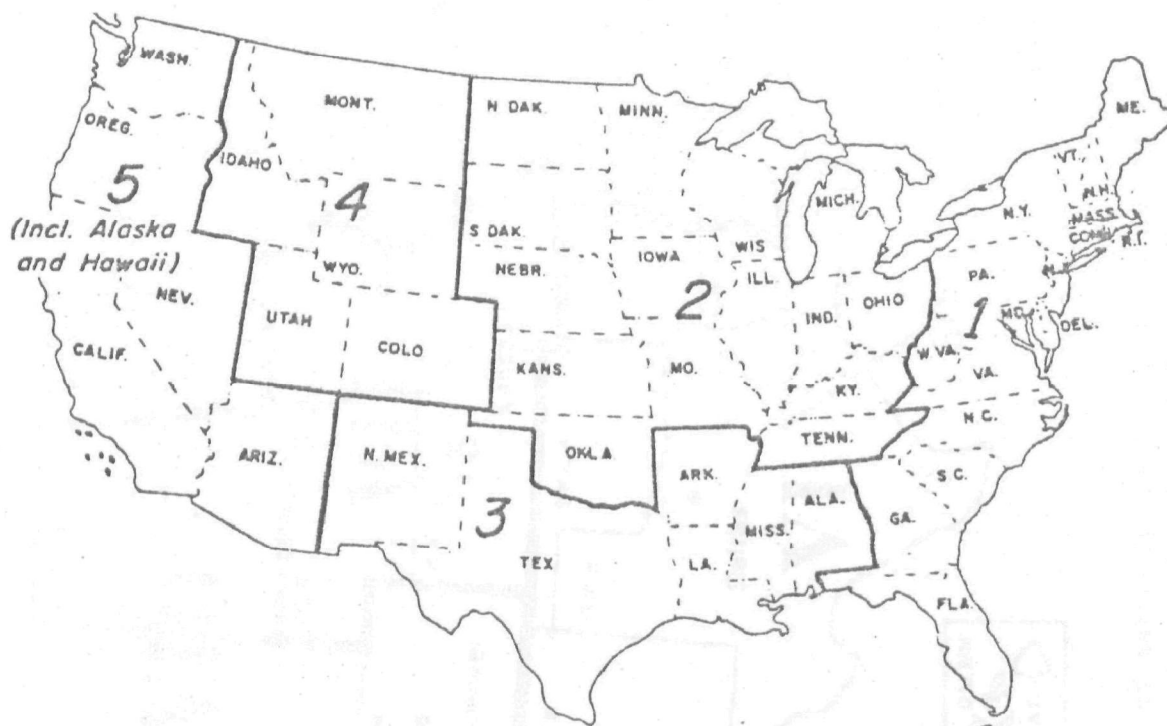 WASH.
MONT.
N DAK.
MINN.
ME.
OREG.
VT.
IDAHO
5
4
MICH.
N.H.
N.Y.
MASS.
CONN.
R.I.
(Incl. Alaska
and Hawaii)
S DAK.
WIS
IOWA
NEBR.
WYO.
ILL.
PA.
NEV.
2
IND.
OHIO
MD.
1
DEL.
UTAH
COLO
CALIF.
KANS.
MO.
W VA.
VA.
KY.
N.C.
TENN.
ARIZ.
N. MEX.
OKLA
ARK.
S.C.
ALA.
GA.
3
MISS.
TEX
LA.
FLA.